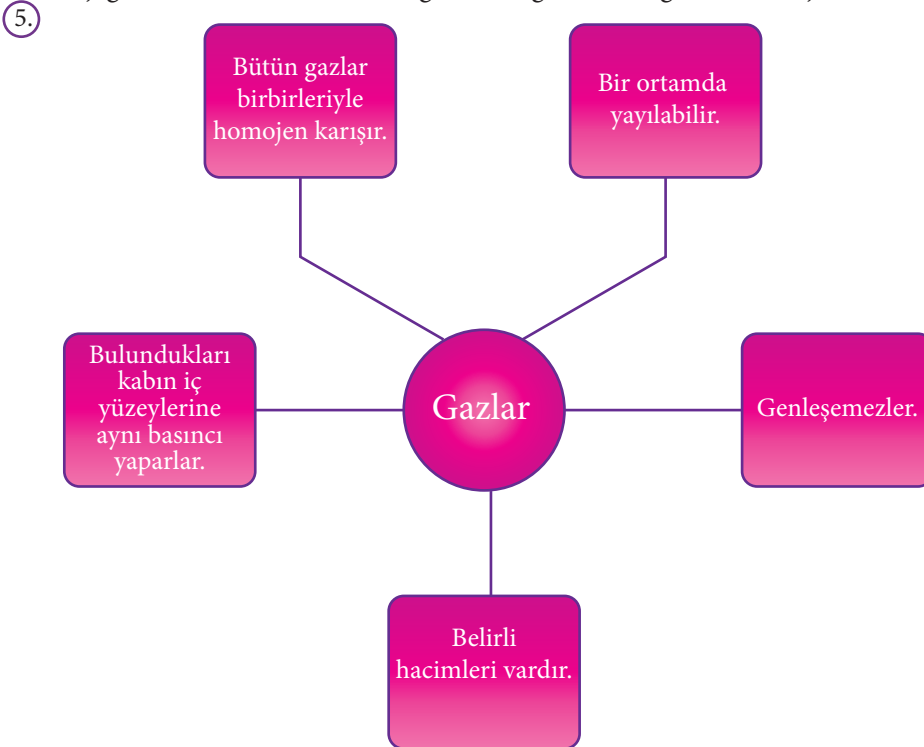 5.
Bütün gazlar
birbirleriyle
homojen karışır.
Bir ortamda
yayılabilir.
Bulundukları
kabın iç
yüzeylerine
aynı basıncı
yaparlar.
Gazlar
Genleşemezler.
Belirli
hacimleri vardır.